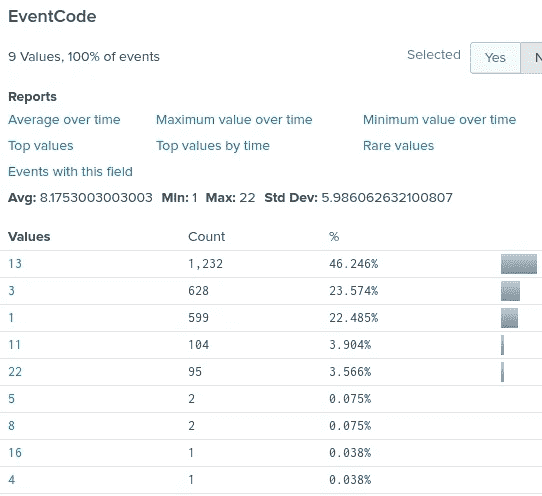 EventCode
9 Values, 100% of events Selected Yes N
Reports
Average over time Maximum value over time Minimum value over time
Top values Top values by time Rare values
Events with this field
Avg: 8.1753003003003 Min: 1 Max: 22 Std Dev: 5.986062632100807
Values Count %
13 1,232 46.246%
3 628 23.574%
1 599 22.485%
11 104 3.904%
22 95 3.566%
5 2 0.075%
8 2 0.075%
16 1 0.038%
4 1 0.038%